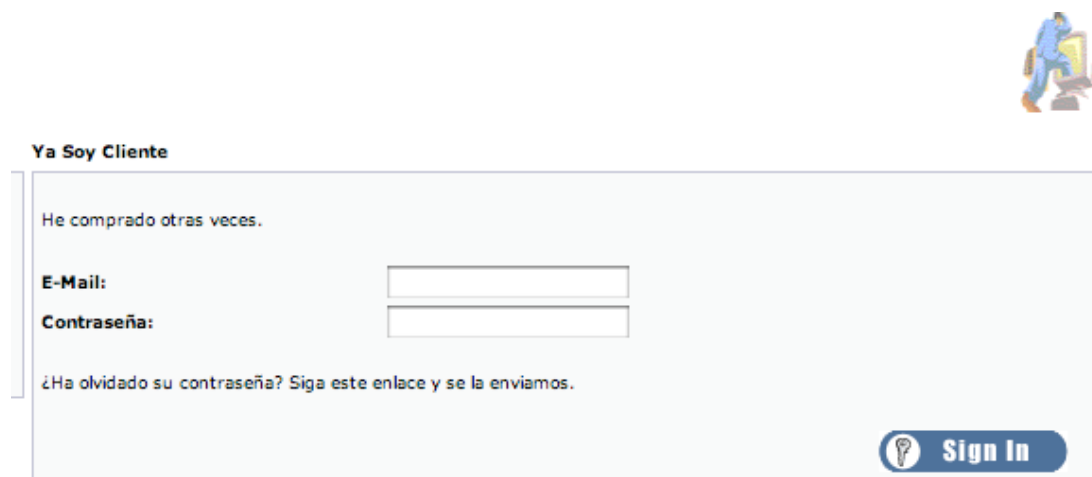 Ya Soy Cliente
He comprado otras veces.
E-Mail:
Contraseña:
¿Ha olvidado su contraseña? Siga este enlace y se la enviamos.
Sign In